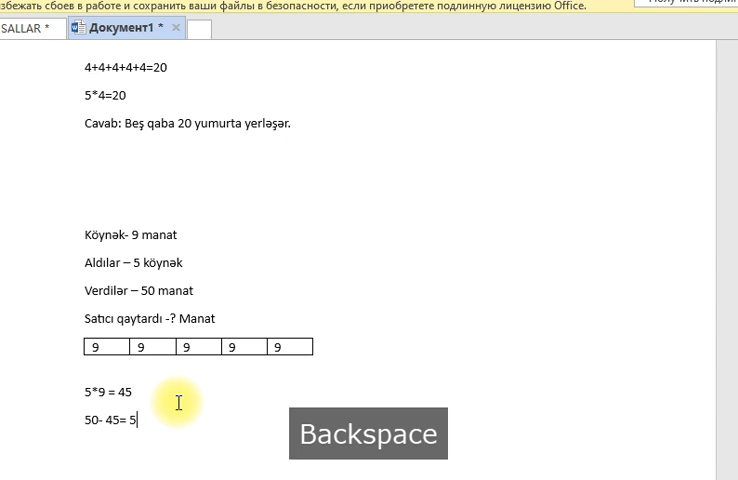 збежать сбоев в работе и сохранить ваши файлы в безопасности, если приобретете подлинную лицензию Office.
SALLAR *
Документ1 *
4+4+4+4+4=20
5*4=20
Cavab: Beş qaba 20 yumurta yerləşər.
Köynək- 9 manat
Aldılar – 5 köynək
Verdilər – 50 manat
Satıcı qaytardı -? Manat
9 9 9 9 9
5*9 = 45
50- 45= 5
Backspace